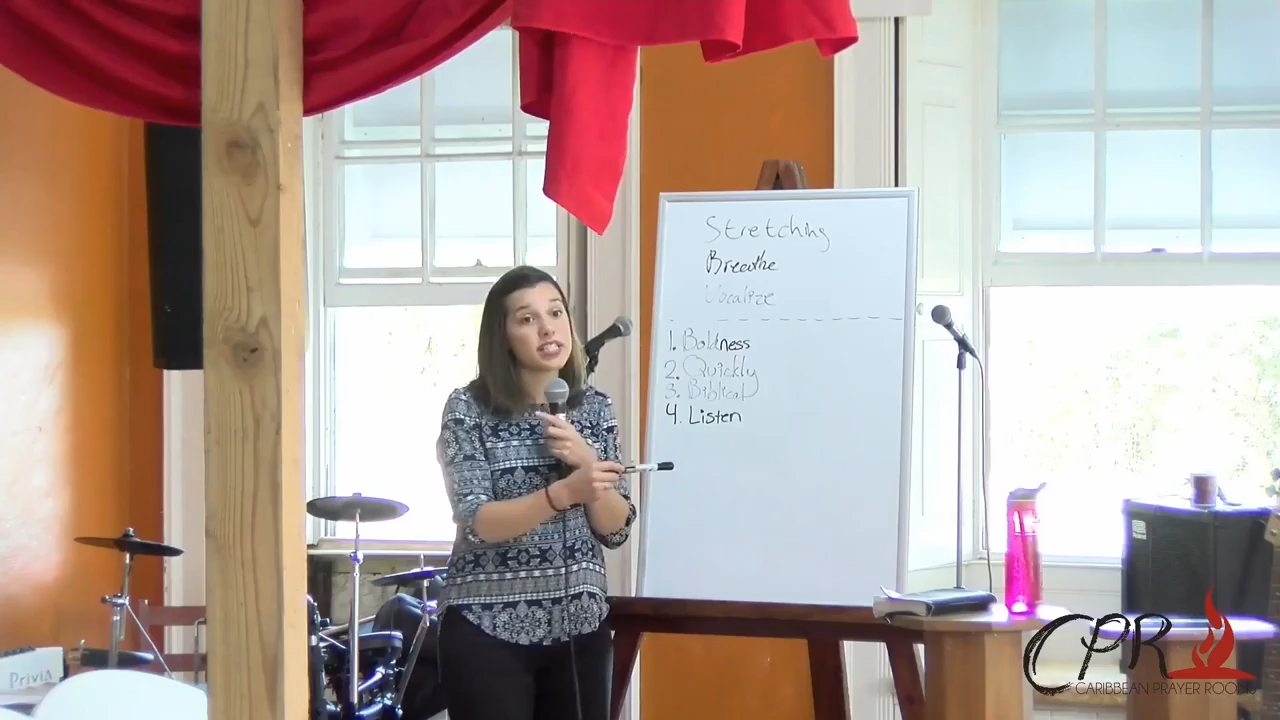 Stretching
Breathe
Vocalize
1. Boldness
2. Quickly
3. Biblical
4. Listen
Privia
CPR
CARIBBEAN PRAYER ROOMS